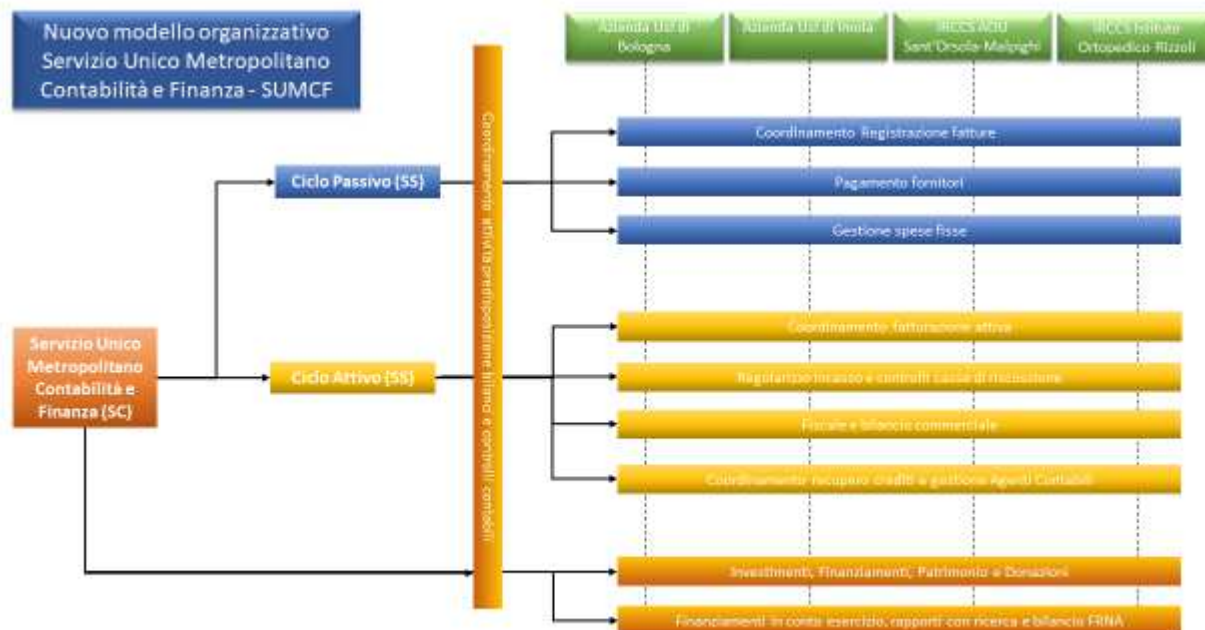 Nuovo modello organizzativo
Servizio Unico Metropolitano
Contabilità e Finanza - SUMCF
Azienda Usl di
Bologna
Azienda Usl di Imola
IRCCS AOU
Sant'Orsola-Malpighi
IRCCS Istituto
Ortopedico Rizzoli
Coordinamento attività predisposizione bilanci e controlli contabili
Coordinamento Registrazione fatture
Ciclo Passivo (SS)
Pagamento fornitori
Gestione spese fisse
Coordinamento fatturazione attiva
Servizio Unico
Metropolitano
Contabilità e
Finanza (SC)
Ciclo Attivo (SS)
incasso e controlli casse di riscossione
Fiscale e bilancio commerciale
Coordinamento recupero crediti e gestione Agenti Contabili
Investimenti, Finanziamenti, Patrimonio e Donazioni
Finanziamenti in conto esercizio, rapporti con ricerca e bilancio FRNA